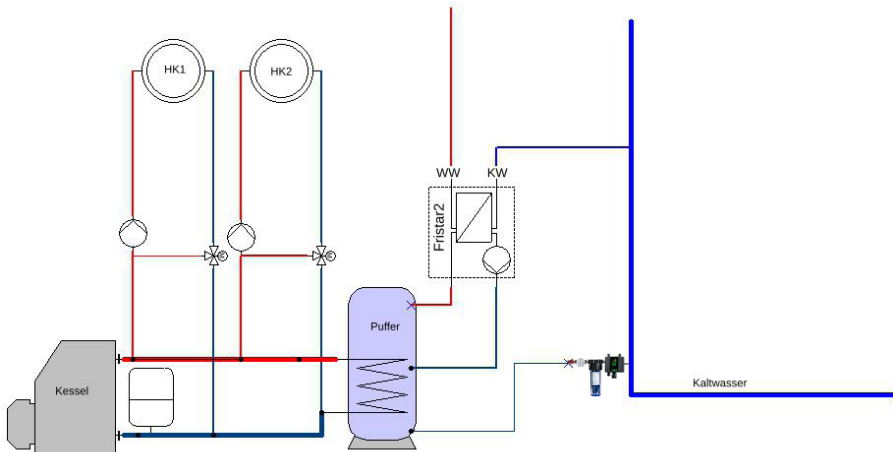 HK1
HK2
WW
KW
Fristar2
Puffer
Kessel
Kaltwasser